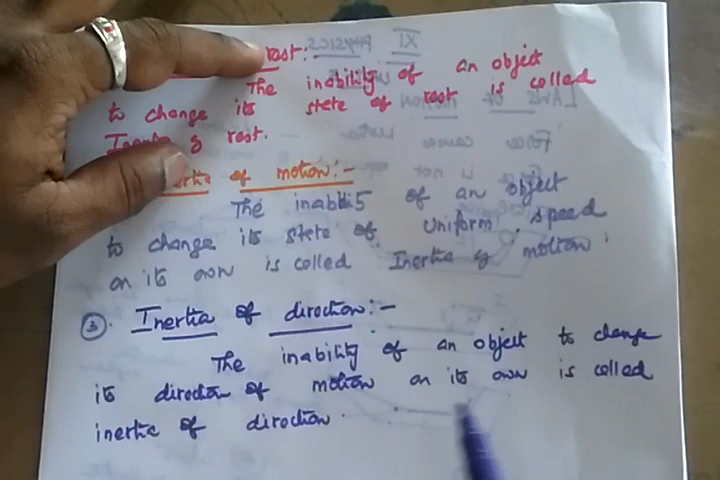 rest:
The inability of an object
to change its state of rest is called
Inertia of rest.
of motion:-
The inability of an object
to change its state of uniform speed
on its own is called Inertia of motion.
3. Inertia of direction:-
The inability of an object to change
its direction of motion on its own is called
inertia of direction.